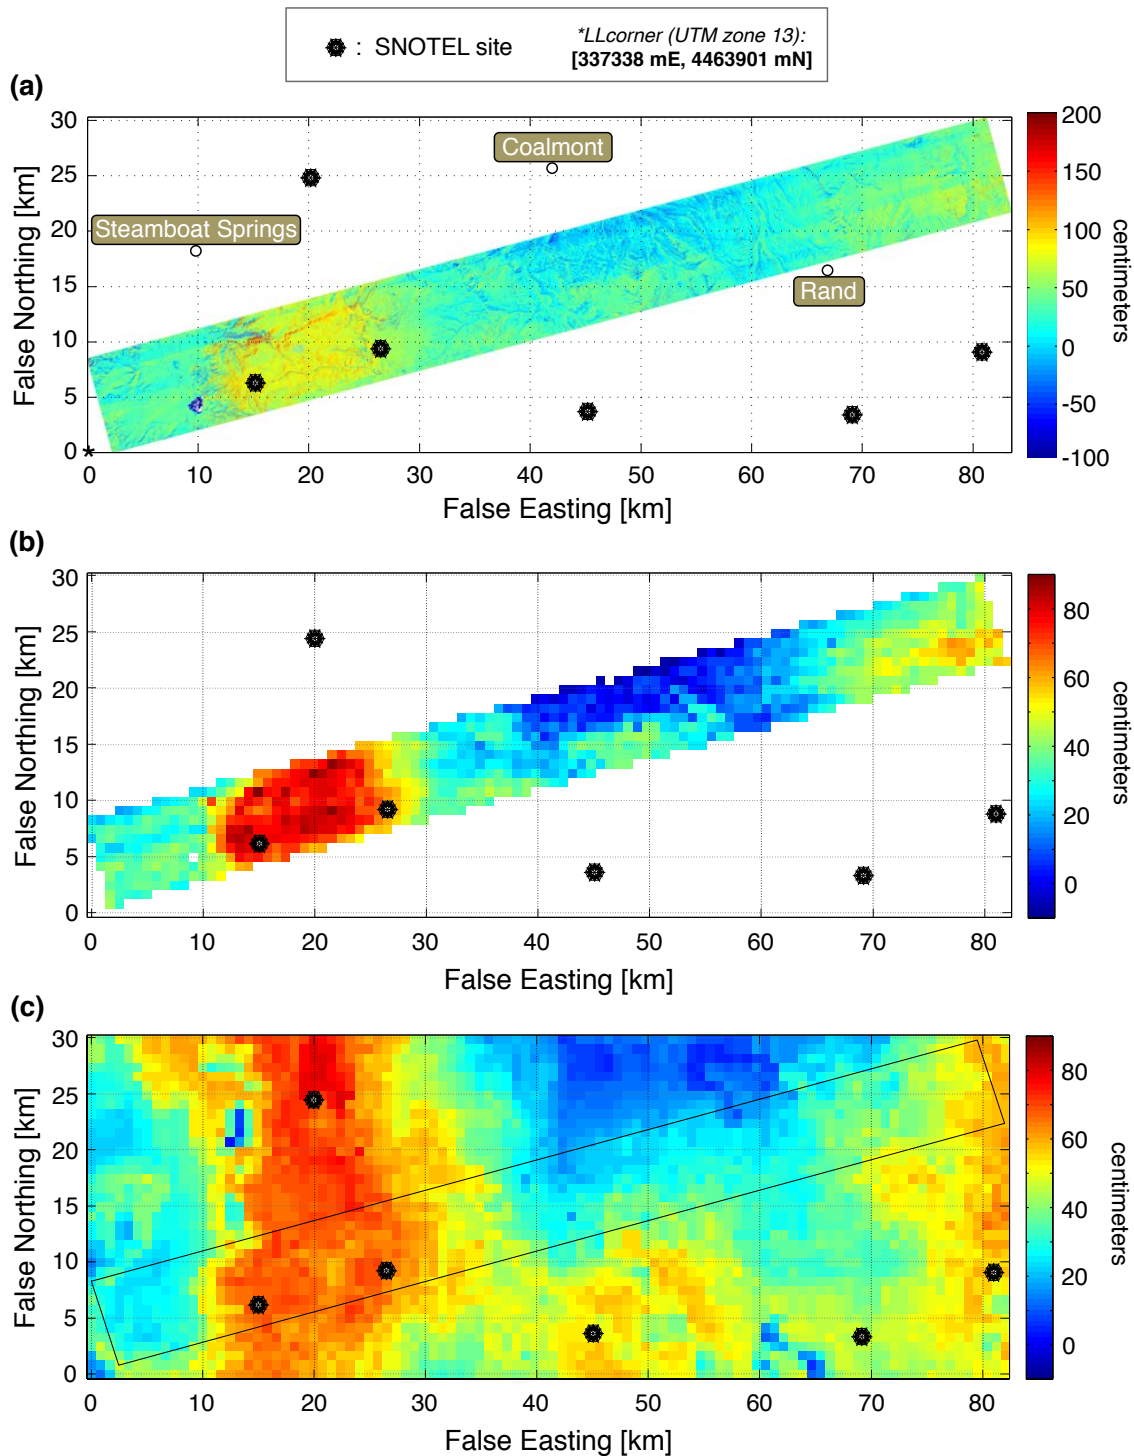 : SNOTEL site
*LLcorner (UTM zone 13):
[337338 mE, 4463901 mN]
(a)
30
25
20
15
10
5
0
False Northing [km]
Steamboat Springs
Coalmont
Rand
*
0 10 20 30 40 50 60 70 80
False Easting [km]
200
150
100
50
0
-50
-100
centimeters
(b)
30
25
20
15
10
5
0
False Northing [km]
0 10 20 30 40 50 60 70 80
False Easting [km]
80
60
40
20
0
centimeters
(c)
30
25
20
15
10
5
0
False Northing [km]
0 10 20 30 40 50 60 70 80
False Easting [km]
80
60
40
20
0
centimeters